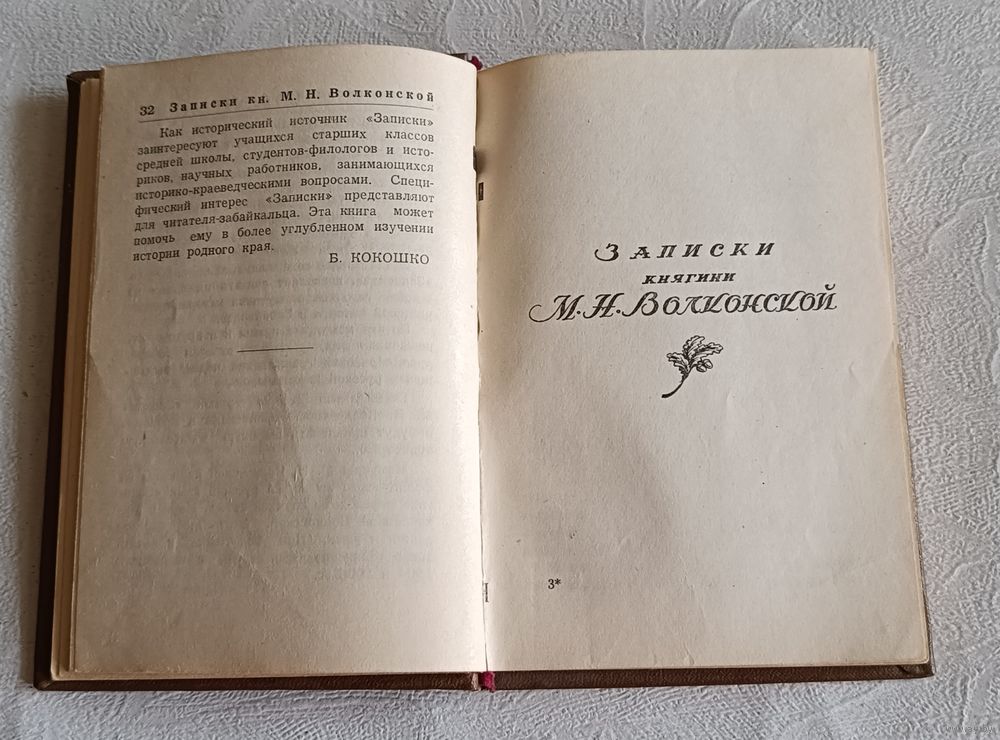 32 Записки кн. М. Н. Волконской
Как исторический источник «Записки»
заинтересуют учащихся старших классов
средней школы, студентов-филологов и исто-
риков, научных работников, занимающихся
историко-краеведческими вопросами. Специ-
фический интерес «Записки» представляют
для читателя-забайкальца. Эта книга может
помочь ему в более углубленном изучении
истории родного края.
Б. КОКОШКО
ЗАПИСКИ
КНЯГИНИ
М. Н. ВОЛКОНСКОЙ
3*